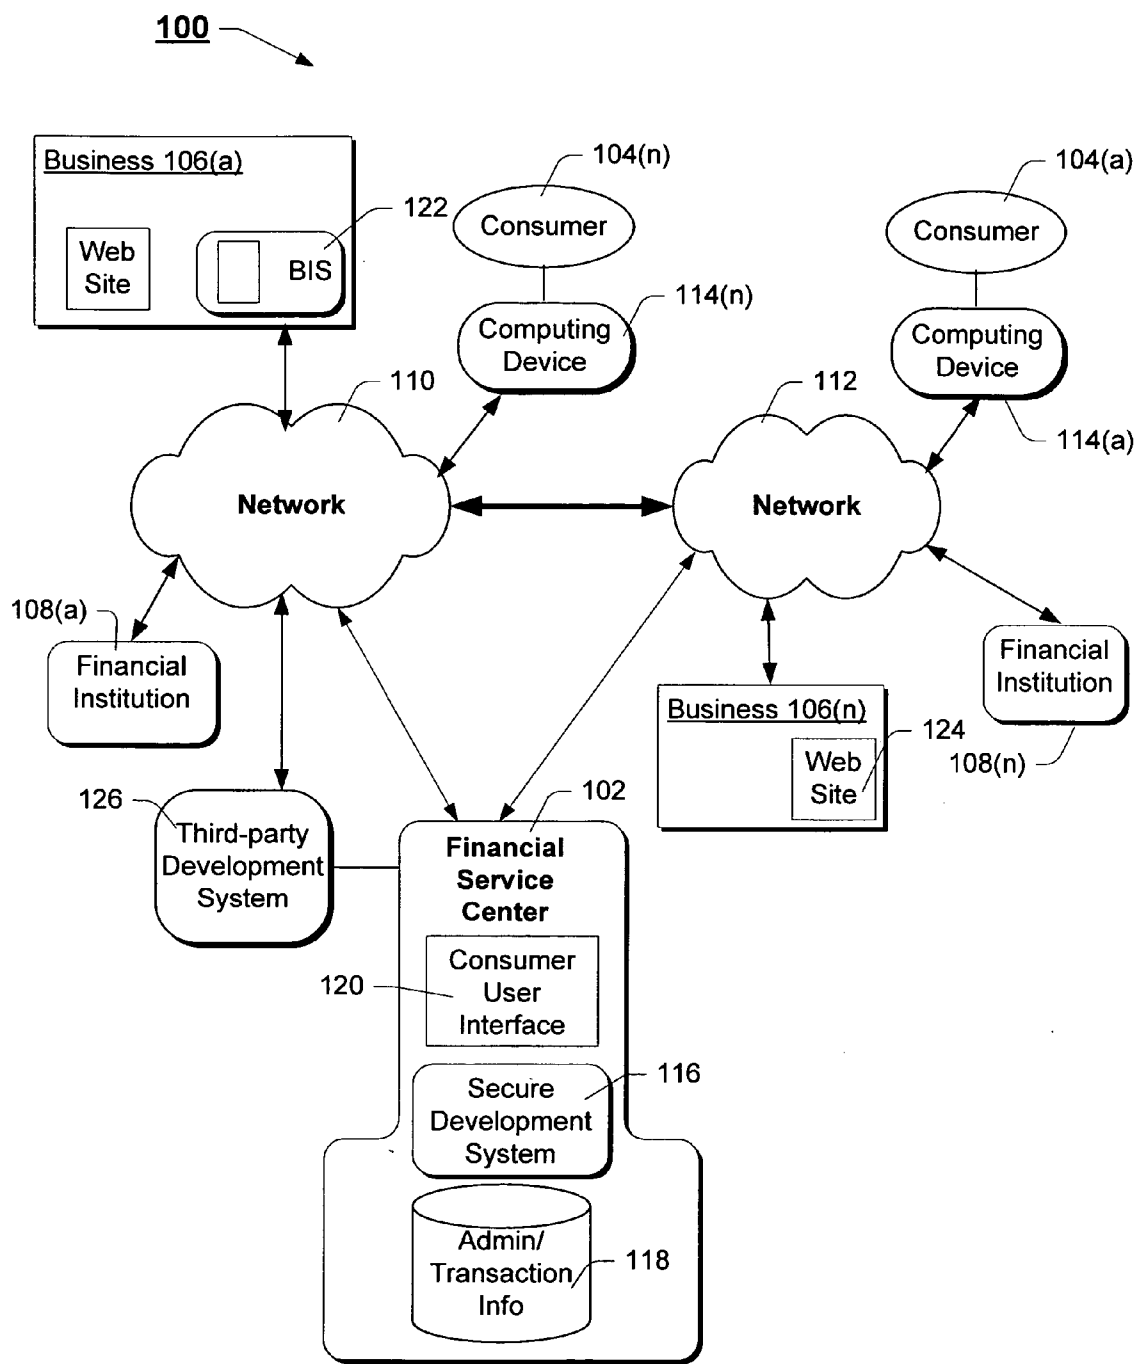 100
Business 106(a)
Web
Site
122
BIS
104(n)
Consumer
114(n)
Computing
Device
104(a)
Consumer
Computing
Device
114(a)
110
Network
112
Network
108(a)
Financial
Institution
Business 106(n)
124
Web
Site
Financial
Institution
108(n)
126
Third-party
Development
System
102
Financial
Service
Center
120
Consumer
User
Interface
116
Secure
Development
System
Admin/
Transaction
Info
118